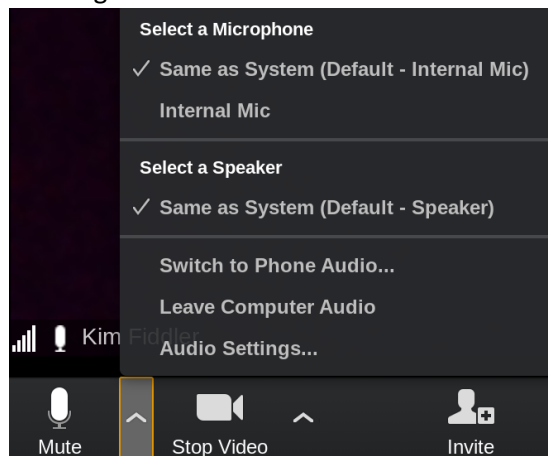 Select a Microphone
✓ Same as System (Default - Internal Mic)
Internal Mic
Select a Speaker
✓ Same as System (Default - Speaker)
Switch to Phone Audio...
Leave Computer Audio
Kim Fiddler
Audio Settings...
Mute
Stop Video
Invite